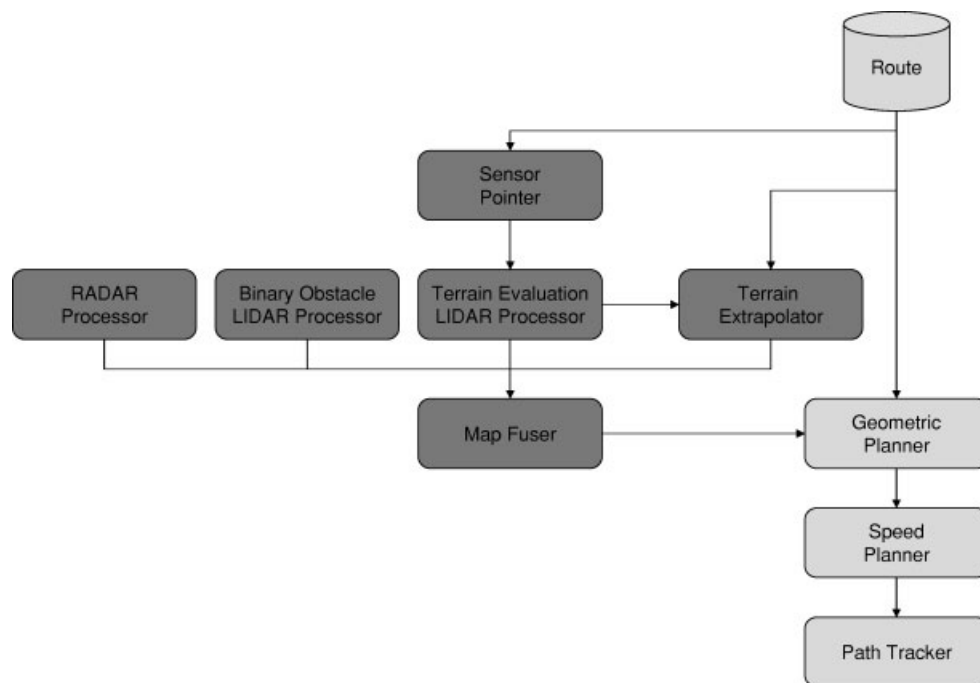 Route
Sensor
Pointer
RADAR
Processor
Binary Obstacle
LIDAR Processor
Terrain Evaluation
LIDAR Processor
Terrain
Extrapolator
Map Fuser
Geometric
Planner
Speed
Planner
Path Tracker